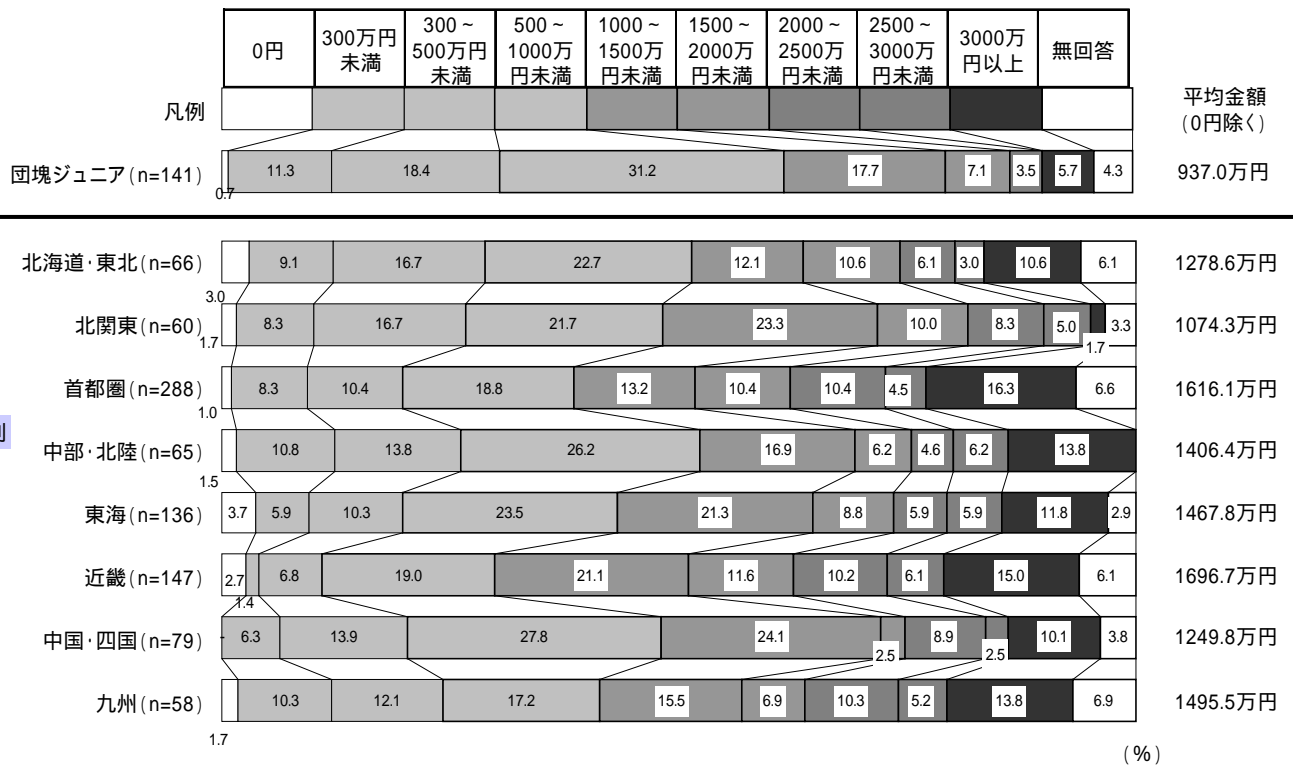 0円
300万円
未満
300~
500万円
未満
500~
1000万
円未満
1000~
1500万
円未満
1500~
2000万
円未満
2000~
2500万
円未満
2500~
3000万
円未満
3000万
円以上
無回答
凡例
平均金額
(0円除く)
団塊ジュニア(n=141) 11.3 18.4 31.2 17.7 7.1 3.5 5.7 4.3 937.0万円
0.7
北海道・東北(n=66) 9.1 16.7 22.7 12.1 10.6 6.1 3.0 10.6 6.1 1278.6万円
3.0
北関東(n=60) 8.3 16.7 21.7 23.3 10.0 8.3 5.0 3.3 1074.3万円
1.7 1.7
首都圏(n=288) 8.3 10.4 18.8 13.2 10.4 10.4 4.5 16.3 6.6 1616.1万円
1.0
別
中部・北陸(n=65) 10.8 13.8 26.2 16.9 6.2 4.6 6.2 13.8 1406.4万円
1.5
東海(n=136) 3.7 5.9 10.3 23.5 21.3 8.8 5.9 5.9 11.8 2.9 1467.8万円
近畿(n=147) 2.7 6.8 19.0 21.1 11.6 10.2 6.1 15.0 6.1 1696.7万円
1.4
中国・四国(n=79) - 6.3 13.9 27.8 24.1 8.9 10.1 3.8 1249.8万円
2.5 2.5
九州(n=58) 10.3 12.1 17.2 15.5 6.9 10.3 5.2 13.8 6.9 1495.5万円
1.7
(%)